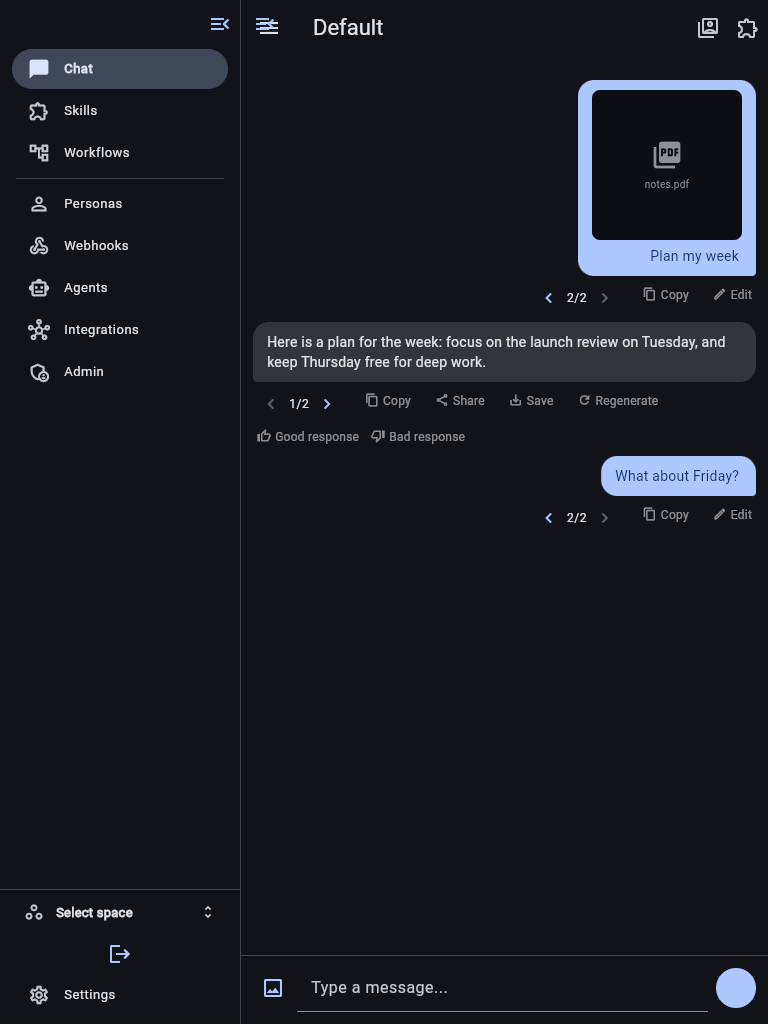 Default
Chat
Skills
Workflows
Personas
Webhooks
Agents
Integrations
Admin
Select space
Settings
PDF
notes.pdf
Plan my week
2/2
Copy
Edit
Here is a plan for the week: focus on the launch review on Tuesday, and
keep Thursday free for deep work.
1/2
Copy
Share
Save
Regenerate
Good response
Bad response
What about Friday?
2/2
Copy
Edit
Type a message...